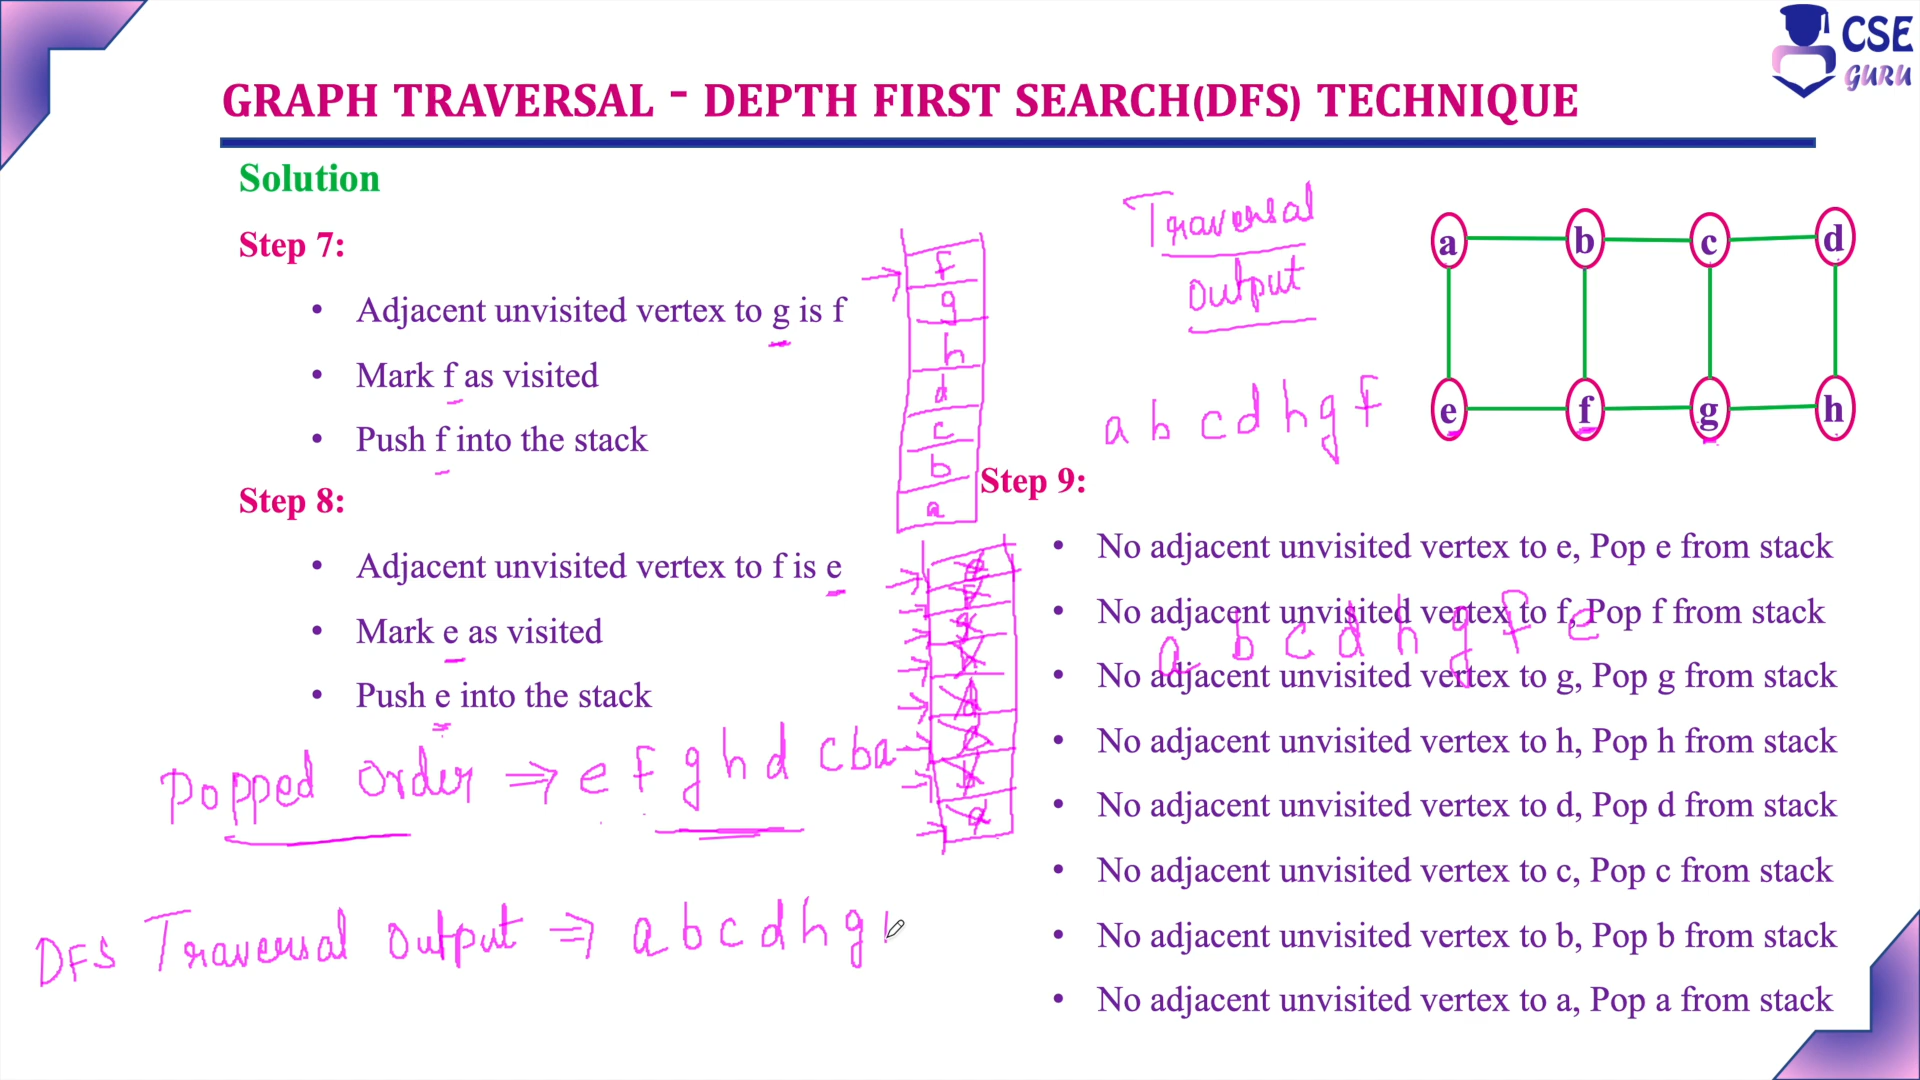 CSE
GURU
GRAPH TRAVERSAL - DEPTH FIRST SEARCH(DFS) TECHNIQUE
Solution
Step 7:
• Adjacent unvisited vertex to g is f
• Mark f as visited
• Push f into the stack
Step 8:
• Adjacent unvisited vertex to f is e
• Mark e as visited
• Push e into the stack
Popped Order ⇒ e f g h d c b a
DFS Traversal Output ⇒ a b c d h g
f
g
h
d
c
b
a
e
f
g
h
d
c
b
a
Traversal
Output
a b c d h g f
a b c d
e f g h
Step 9:
• No adjacent unvisited vertex to e, Pop e from stack
• No adjacent unvisited vertex to f, Pop f from stack
a b c d h g f e
• No adjacent unvisited vertex to g, Pop g from stack
• No adjacent unvisited vertex to h, Pop h from stack
• No adjacent unvisited vertex to d, Pop d from stack
• No adjacent unvisited vertex to c, Pop c from stack
• No adjacent unvisited vertex to b, Pop b from stack
• No adjacent unvisited vertex to a, Pop a from stack